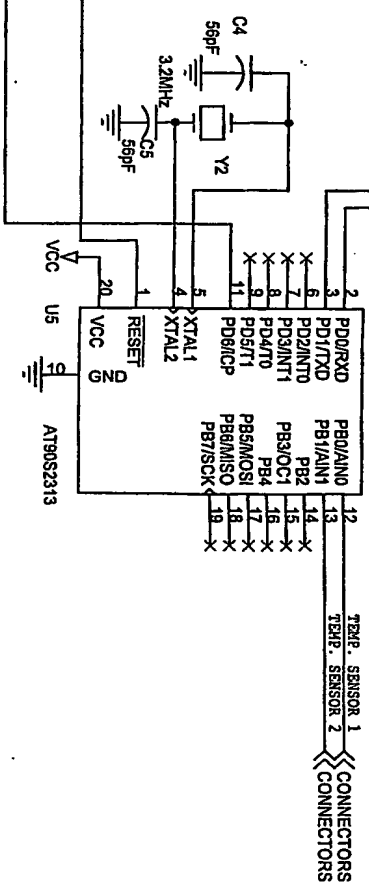 C4
56pF
3.2MHz
C5
56pF
Y2
VCC
2 PD0/RXD
3 PD1/TXD
6 PD2/INT0
7 PD3/INT1
8 PD4/T0
9 PD5/T1
11 PD6/ICP
5 XTAL1
4 XTAL2
1 RESET
20 VCC
10 GND
U5
AT90S2313
PB0/AIN0 12
PB1/AIN1 13
PB2 14
PB3/OC1 15
PB4 16
PB5/MOSI 17
PB6/MISO 18
PB7/SCK 19
TEMP. SENSOR 1
TEMP. SENSOR 2
CONNECTORS
CONNECTORS